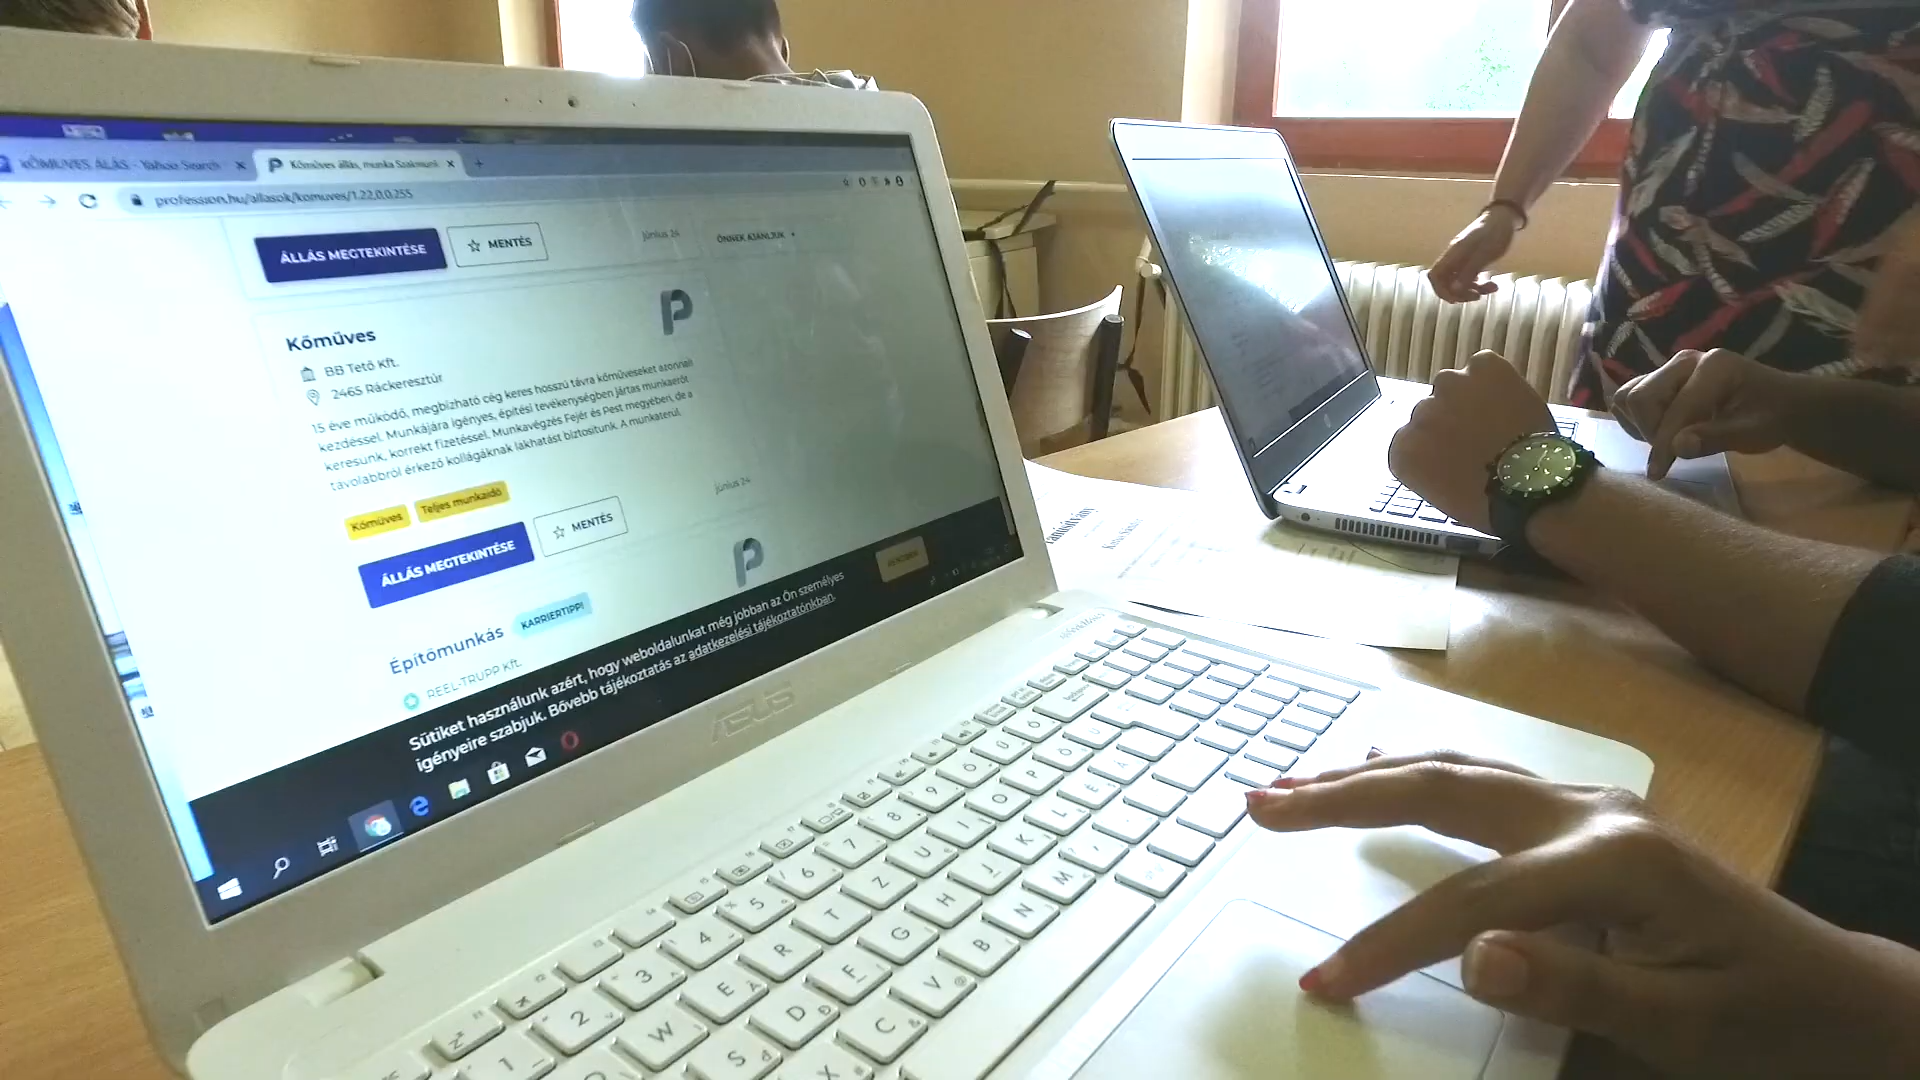 KŐMŰVES ÁLLÁS - Yahoo Search
Kőműves állás, munka Szakmunk
profession.hu/allasok/komuves/1,22,0,0,255
ÁLLÁS MEGTEKINTÉSE
MENTÉS
június 24
ÖNNEK AJÁNLJUK
Kőműves
BB Tető Kft.
2465 Ráckeresztúr
15 éve működő, megbízható cég keres hosszú távra kőműveseket azonnali
kezdéssel. Munkájára igényes, építési tevékenységben jártas munkaerőt
keresünk, korrekt fizetéssel. Munkavégzés Fejér és Pest megyében, de a
távolabbról érkező kollágáknak lakhatást biztosítunk. A munkaterül.
Kőműves
Teljes munkaidő
június 24
ÁLLÁS MEGTEKINTÉSE
MENTÉS
Építőmunkás
KARRIERTIPP!
REEL-TRUPP Kft.
Sütiket használunk azért, hogy weboldalunkat még jobban az Ön személyes
igényeire szabjuk. Bővebb tájékoztatás az adatkezelési tájékoztatónkban.
ASUS